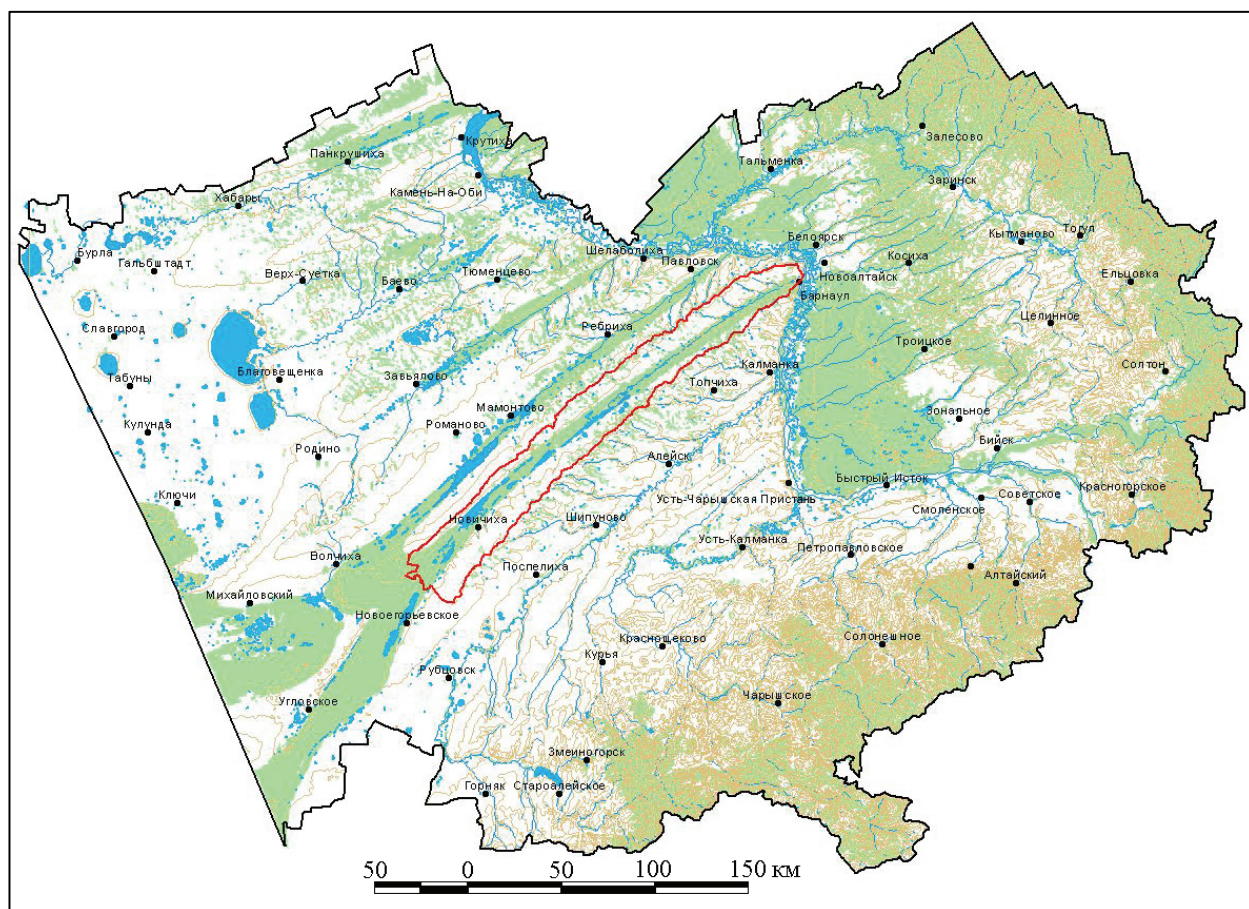 Залесово
Крутиха
Панкрушиха
Тальменка
Камень-На-Оби
Заринск
Хабары
Тогул
Кытманово
Белоярск
Бурла
Шелаболиха
Павловск
Косиха
Гальбштадт
Верх-Суетка
Тюменцево
Новоалтайск
Ельцовка
Баево
Барнаул
Славгород
Ребриха
Целинное
Троицкое
Благовещенка
Завьялово
Калманка
Солтон
Табуны
Топчиха
Мамонтово
Зональное
Кулунда
Романово
Бийск
Родино
Алейск
Ключи
Усть-Чарышская Пристань
Быстрый Исток
Советское
Красногорское
Смоленское
Новичиха
Шипуново
Усть-Калманка
Петропавловское
Волчиха
Поспелиха
Алтайский
Михайловский
Новоегорьевское
Краснощеково
Солонешное
Курья
Рубцовск
Чарышское
Угловское
Змеиногорск
Горняк
Староалейское
50 0 50 100 150 км